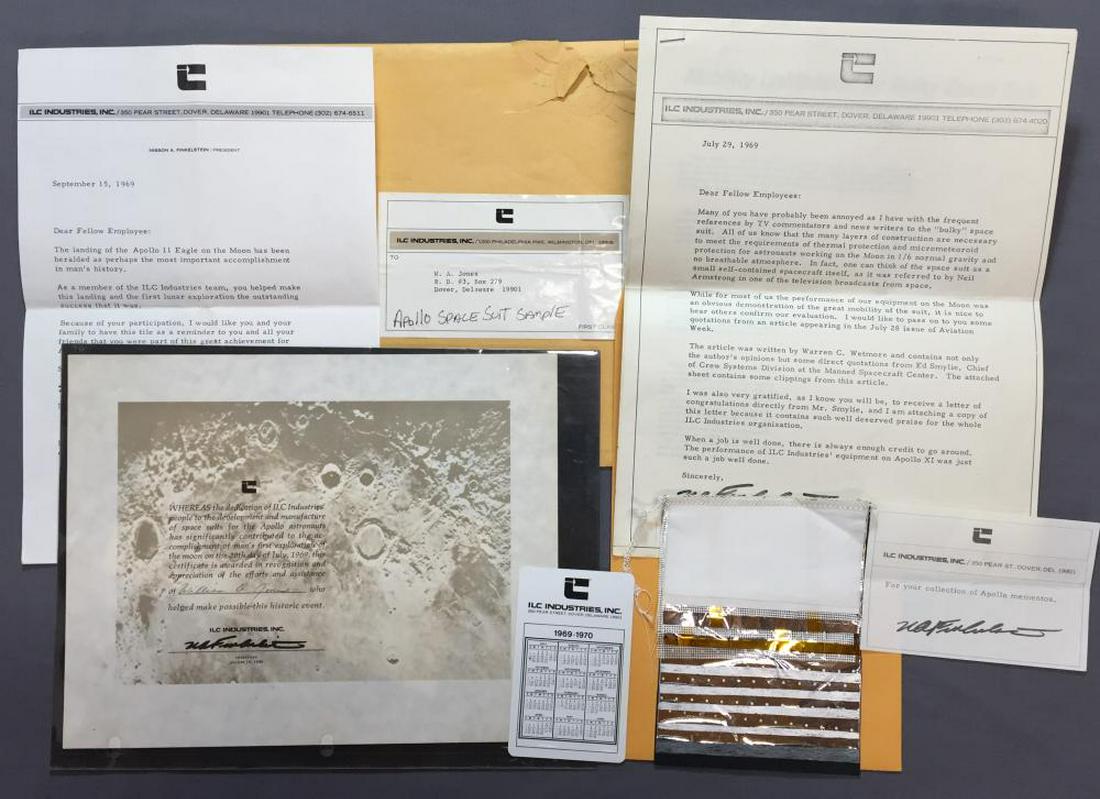 ILC INDUSTRIES, INC. / 350 PEAR STREET, DOVER, DELAWARE 19901 TELEPHONE (302) 674-6511
NISSON A. FINKELSTEIN / PRESIDENT
September 15, 1969
Dear Fellow Employee:
The landing of the Apollo 11 Eagle on the Moon has been
heralded as perhaps the most important accomplishment
in man's history.
As a member of the ILC Industries team, you helped make
this landing and the first lunar exploration the outstanding
success that it was.
Because of your participation, I would like you and your
family to have this tile as a reminder to you and all your
friends that you were part of this great achievement for
ILC INDUSTRIES, INC. /
TO
W. A. Jones
R. D. #3, Box 279
Dover, Delaware 19901
APOLLO SPACE SUIT SAMPLE
FIRST CLAS
ILC INDUSTRIES, INC. / 350 PEAR STREET, DOVER, DELAWARE 19901 TELEPHONE (302) 674-4020
July 29, 1969
Dear Fellow Employees:
Many of you have probably been annoyed as I have with the frequent
references by TV commentators and news writers to the "bulky" space
suit. All of us know that the many layers of construction are necessary
to meet the requirements of thermal protection and micrometeroid
protection for astronauts working on the Moon in 1/6 normal gravity and
no breathable atmosphere. In fact, one can think of the space suit as a
small self-contained spacecraft itself, as it was referred to by Neil
Armstrong in one of the television broadcasts from space.
While for most of us the performance of our equipment on the Moon was
an obvious demonstration of the great mobility of the suit, it is nice to
hear others confirm our evaluation. I would like to pass on to you some
quotations from an article appearing in the July 28 issue of Aviation
Week.
The article was written by Warren C. Wetmore and contains not only
the author's opinions but some direct quotations from Ed Smylie, Chief
of Crew Systems Division at the Manned Spacecraft Center. The attached
sheet contains some clippings from this article.
I was also very gratified, as I know you will be, to receive a letter of
congratulations directly from Mr. Smylie, and I am attaching a copy of
this letter because it contains such well deserved praise for the whole
ILC Industries organization.
When a job is well done, there is always enough credit to go around.
The performance of ILC Industries' equipment on Apollo XI was just
such a job well done.
Sincerely,
WHEREAS the dedication of ILC Industries'
people to the development and manufacture
of space suits for the Apollo astronauts
has significantly contributed to the ac-
complishment of man's first exploration of
the moon on the 20th day of July, 1969, this
certificate is awarded in recognition and
appreciation of the efforts and assistance
of William A. Jones who
helped make possible this historic event.
ILC INDUSTRIES, INC.
ILC INDUSTRIES, INC.
350 PEAR STREET, DOVER, DELAWARE 19901
1969-1970
ILC INDUSTRIES, INC. / 350 PEAR ST., DOVER, DEL. 19901
For your collection of Apollo mementos.